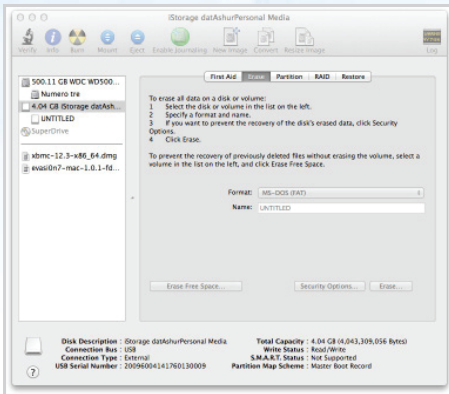 iStorage datAshurPersonal Media
Verify Info Burn Mount Eject Enable Journaling New Image Convert Resize Image Log
500.11 GB WDC WD500...
Numero tre
4.04 GB iStorage datAsh...
UNTITLED
SuperDrive
xbmc-12.3-x86_64.dmg
evasi0n7-mac-1.0.1-fd...
First Aid Erase Partition RAID Restore
To erase all data on a disk or volume:
1 Select the disk or volume in the list on the left.
2 Specify a format and name.
3 If you want to prevent the recovery of the disk's erased data, click Security
Options.
4 Click Erase.
To prevent the recovery of previously deleted files without erasing the volume, select a
volume in the list on the left, and click Erase Free Space.
Format: MS-DOS (FAT)
Name: UNTITLED
Erase Free Space... Security Options... Erase...
Disk Description : iStorage datAshurPersonal Media
Connection Bus : USB
Connection Type : External
USB Serial Number : 20096004141760130009
Total Capacity : 4.04 GB (4,043,309,056 Bytes)
Write Status : Read/Write
S.M.A.R.T. Status : Not Supported
Partition Map Scheme : Master Boot Record